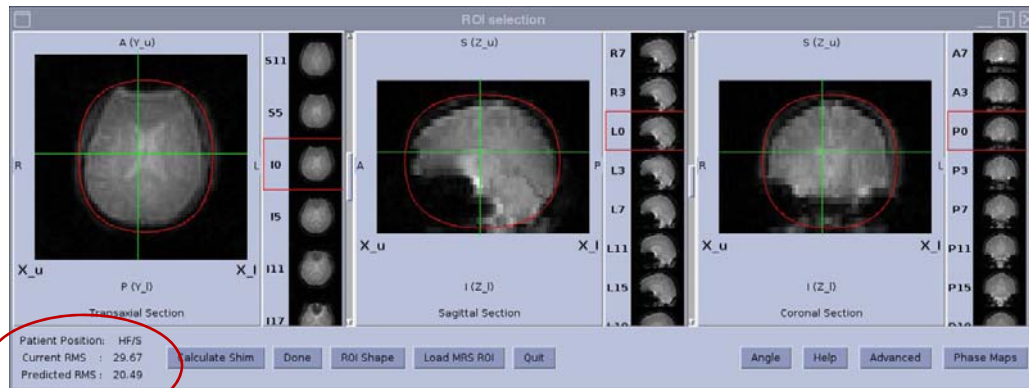 ROI selection
A (Y_u)
R
L
X_u
X_l
P (Y_l)
Transaxial Section
S11
S5
I0
I5
I11
I17
S (Z_u)
A
P
X_u
X_l
I (Z_l)
Sagittal Section
R7
R3
L0
L3
L7
L11
L15
S (Z_u)
R
L
X_u
X_l
I (Z_l)
Coronal Section
A7
A3
P0
P3
P7
P11
P15
Patient Position: HF/S
Current RMS : 29.67
Predicted RMS : 20.49
Calculate Shim Done ROI Shape Load MRS ROI Quit Angle Help Advanced Phase Maps